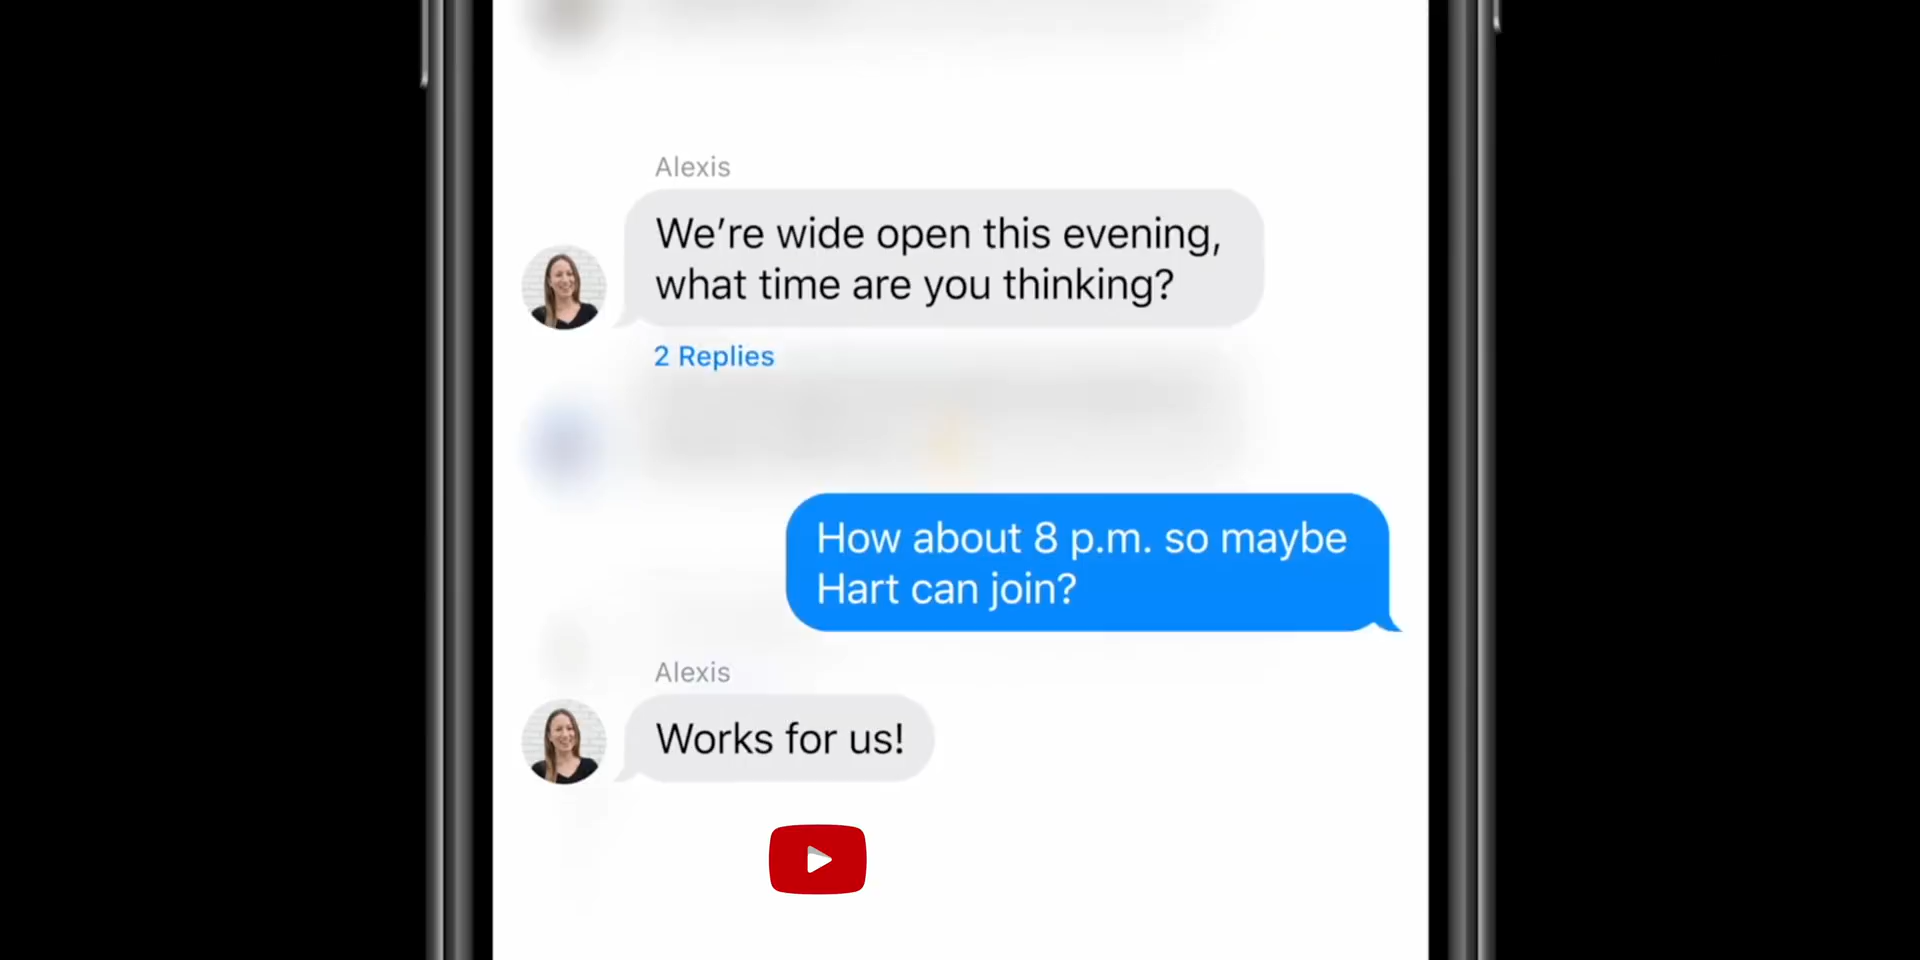 Alexis
We’re wide open this evening,
what time are you thinking?
2 Replies
How about 8 p.m. so maybe
Hart can join?
Alexis
Works for us!